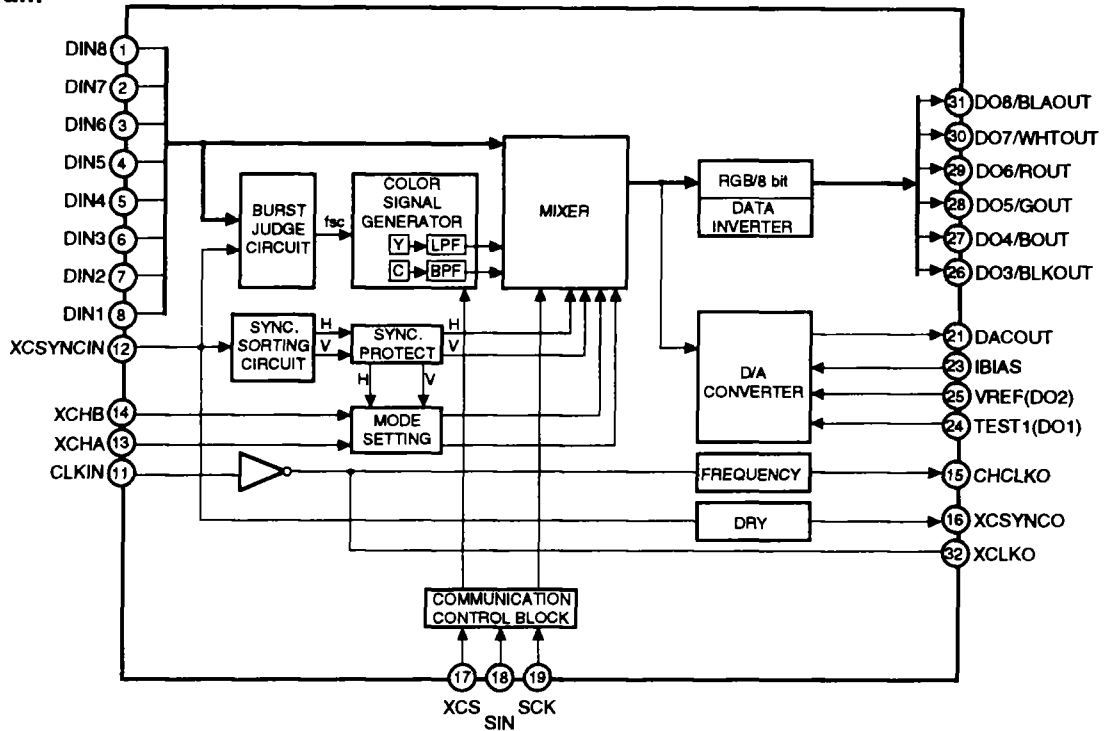 DIN8 1
DIN7 2
DIN6 3
DIN5 4
DIN4 5
DIN3 6
DIN2 7
DIN1 8
XCSYNCIN 12
XCHB 14
XCHA 13
CLKIN 11
BURST
JUDGE
CIRCUIT
fsc
COLOR
SIGNAL
GENERATOR
Y LPF
C BPF
MIXER
SYNC.
SORTING
CIRCUIT
H
V
SYNC.
PROTECT
H
V
H V
MODE
SETTING
RGB/8 bit
DATA
INVERTER
D/A
CONVERTER
FREQUENCY
DRY
COMMUNICATION
CONTROL BLOCK
17 18 19
XCS SIN SCK
31 DO8/BLAOUT
30 DO7/WHTOUT
29 DO6/ROUT
28 DO5/GOUT
27 DO4/BOUT
26 DO3/BLKOUT
21 DACOUT
23 IBIAS
25 VREF(DO2)
24 TEST1(DO1)
15 CHCLKO
16 XCSYNCO
32 XCLKO